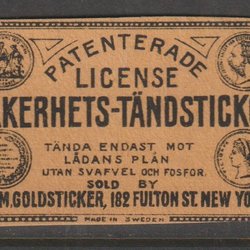 PATENTERADE
LICENSE
KERHETS-TÄNDSTICK
TÄNDA ENDAST MOT
LÅDANS PLÅN
UTAN SVAFVEL OCH FOSFOR.
SOLD BY
M. GOLDSTICKER, 182 FULTON ST. NEW YO
MADE IN SWEDEN